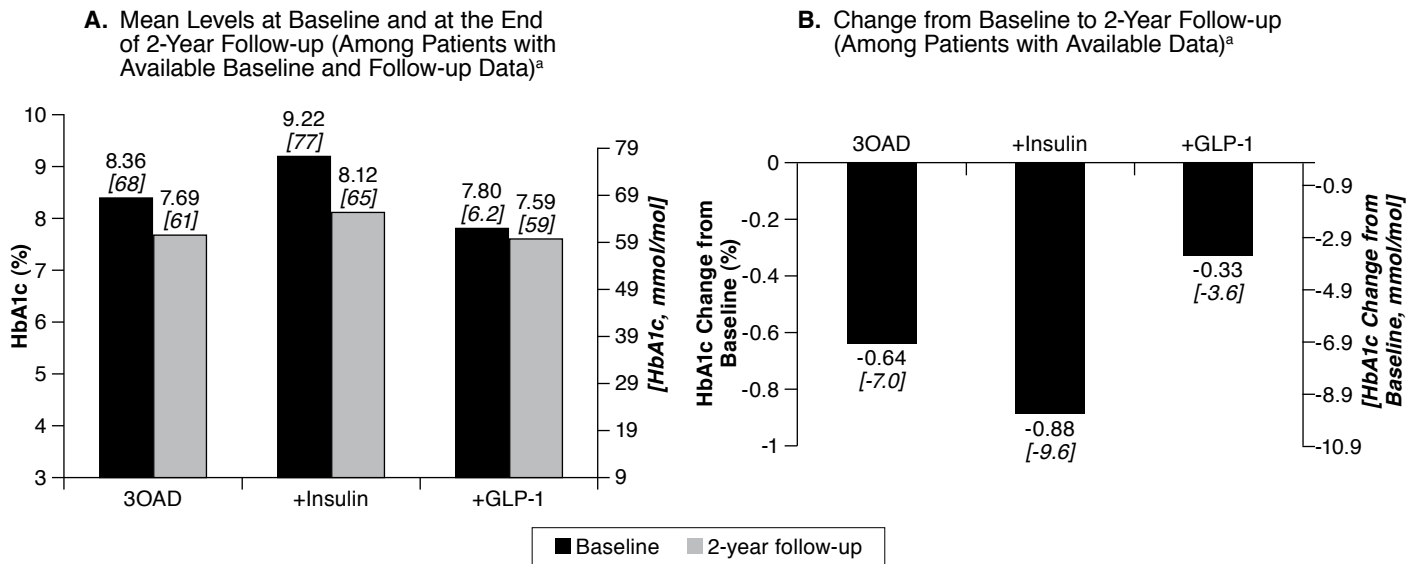 A. Mean Levels at Baseline and at the End
of 2-Year Follow-up (Among Patients with
Available Baseline and Follow-up Data)ᵃ
HbA1c (%)
10
9
8
7
6
5
4
3
8.36
[68]
7.69
[61]
9.22
[77]
8.12
[65]
7.80
[6.2]
7.59
[59]
79
69
59
49
39
29
19
9
[HbA1c, mmol/mol]
3OAD
+Insulin
+GLP-1
B. Change from Baseline to 2-Year Follow-up
(Among Patients with Available Data)ᵃ
3OAD
+Insulin
+GLP-1
HbA1c Change from
Baseline (%)
0
-0.2
-0.4
-0.6
-0.8
-1
-0.64
[-7.0]
-0.88
[-9.6]
-0.33
[-3.6]
-0.9
-2.9
-4.9
-6.9
-8.9
-10.9
[HbA1c Change from
Baseline, mmol/mol]
Baseline
2-year follow-up